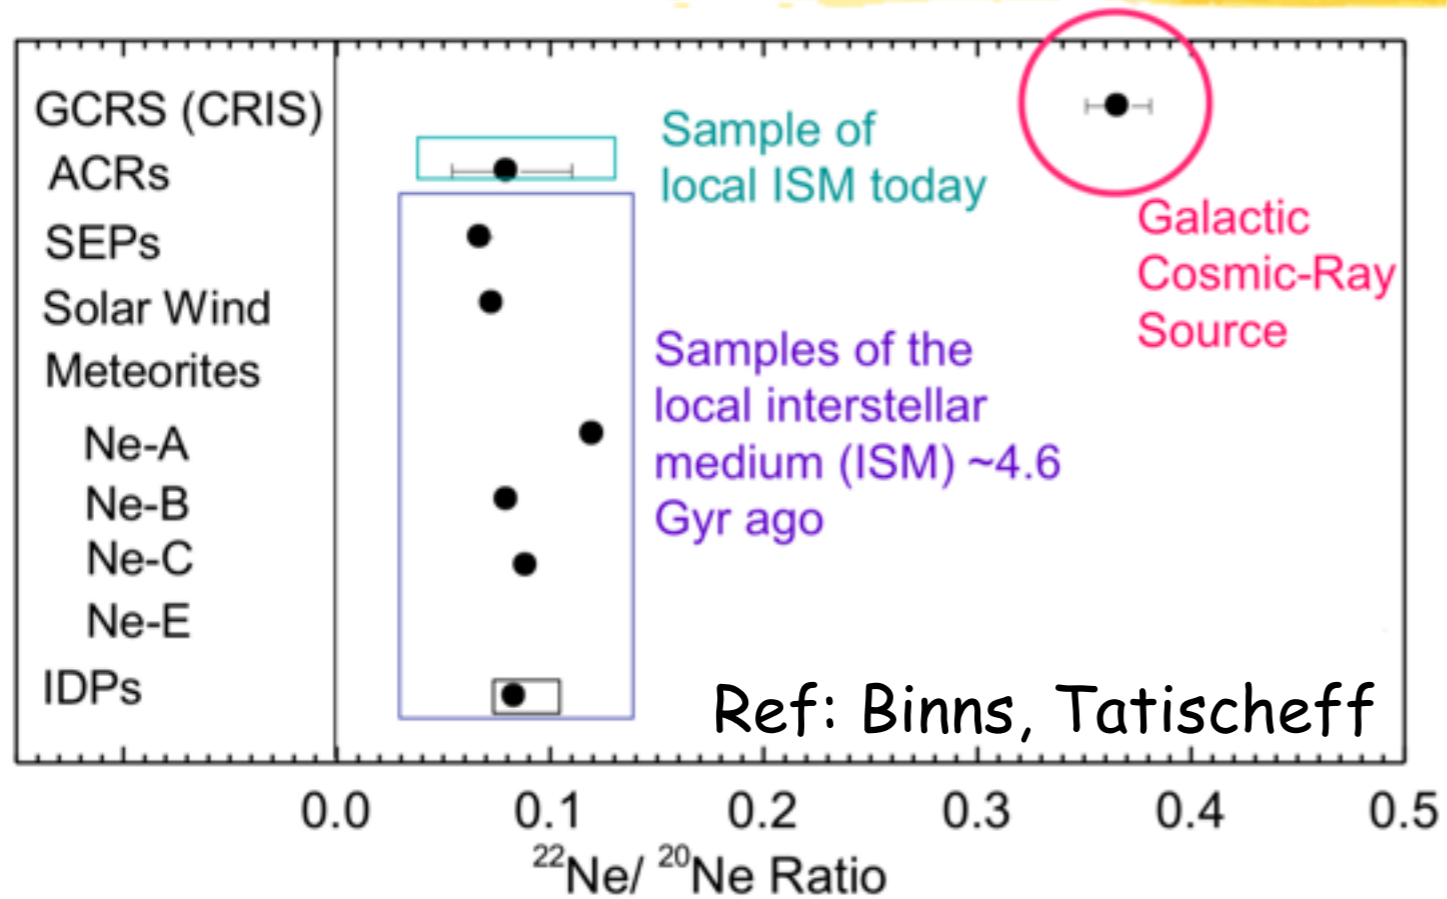 GCRS (CRIS)
ACRs
SEPs
Solar Wind
Meteorites
Ne-A
Ne-B
Ne-C
Ne-E
IDPs
Sample of
local ISM today
Galactic
Cosmic-Ray
Source
Samples of the
local interstellar
medium (ISM) ~4.6
Gyr ago
Ref: Binns, Tatischeff
0.0 0.1 0.2 0.3 0.4 0.5
²²Ne/ ²⁰Ne Ratio